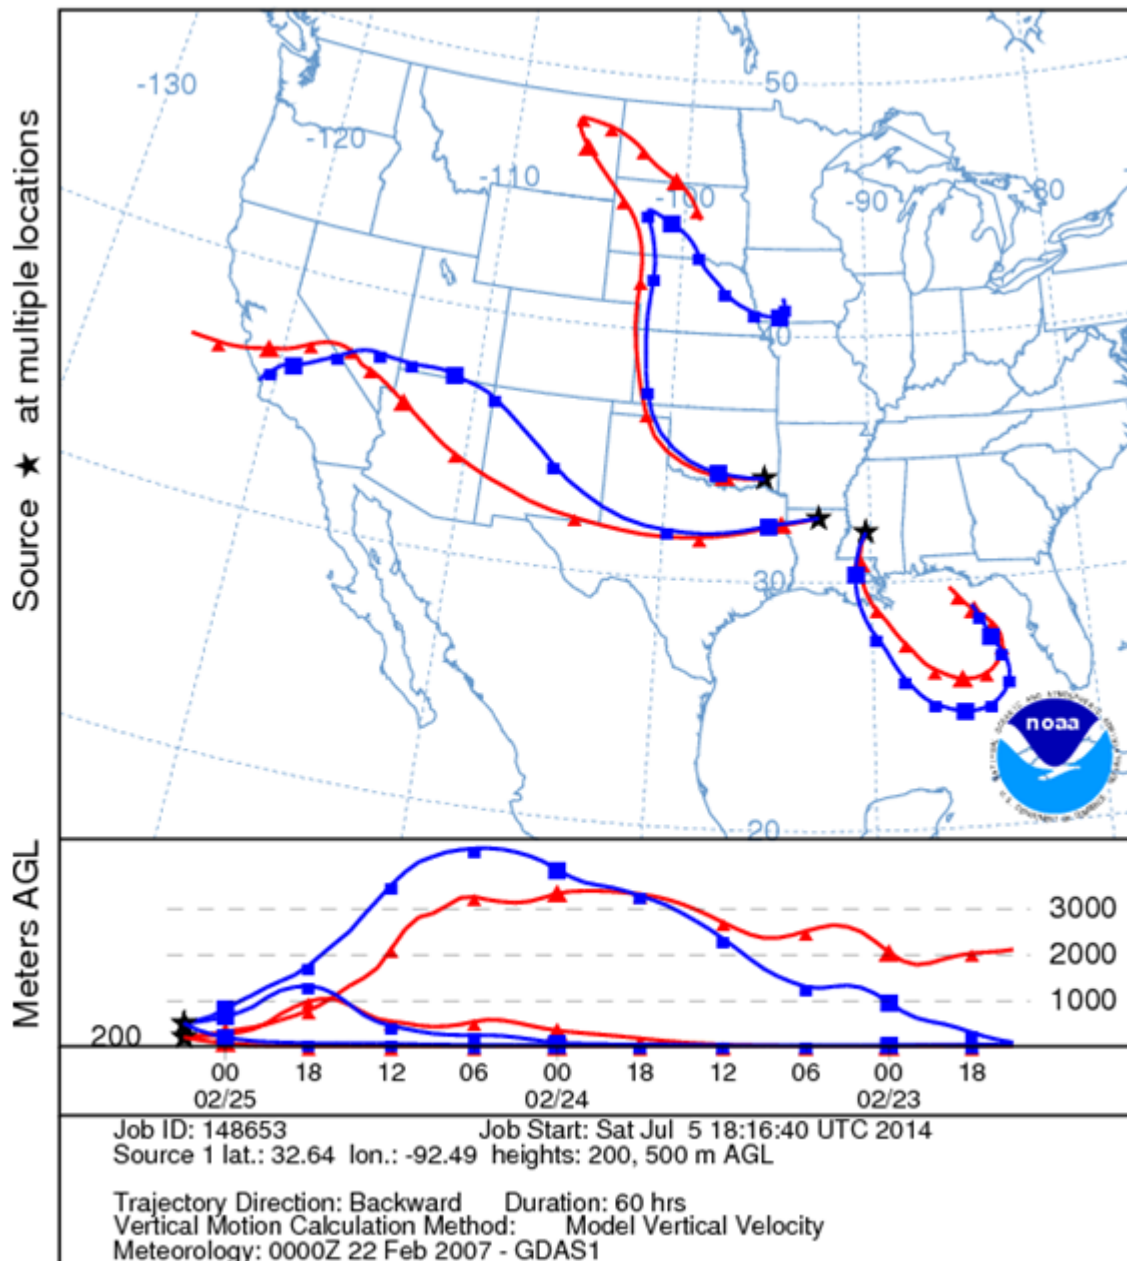 Source ★ at multiple locations
-130
-120
-110
-100
-90
-80
50
40
30
20
noaa
Meters AGL
3000
2000
1000
200
00 18 12 06 00 18 12 06 00 18
02/25 02/24 02/23
Job ID: 148653 Job Start: Sat Jul 5 18:16:40 UTC 2014
Source 1 lat.: 32.64 lon.: -92.49 heights: 200, 500 m AGL
Trajectory Direction: Backward Duration: 60 hrs
Vertical Motion Calculation Method: Model Vertical Velocity
Meteorology: 0000Z 22 Feb 2007 - GDAS1